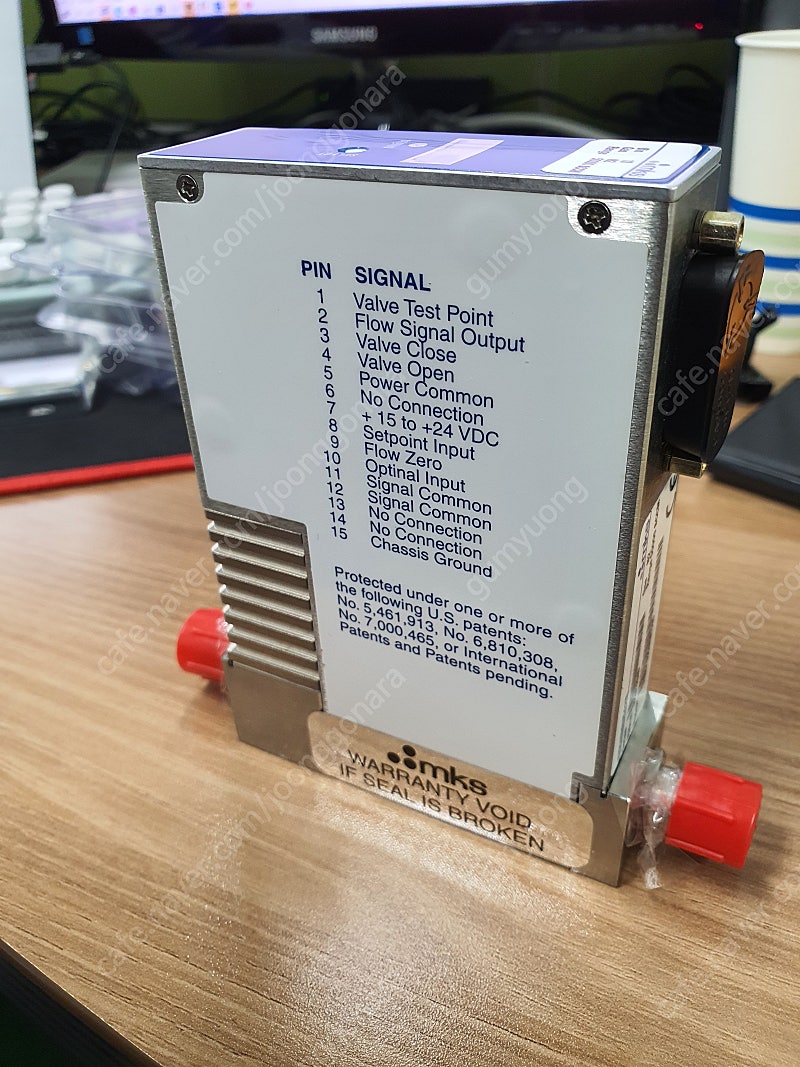 SAMSUNG
PIN SIGNAL
1 Valve Test Point
2 Flow Signal Output
3 Valve Close
4 Valve Open
5 Power Common
6 No Connection
7 + 15 to +24 VDC
8 Setpoint Input
9 Flow Zero
10 Optinal Input
11 Signal Common
12 Signal Common
13 No Connection
14 No Connection
15 Chassis Ground
Protected under one or more of
the following U.S. patents:
No. 5,461,913, No. 6,810,308,
No. 7,000,465, or International
Patents and Patents pending.
mks
WARRANTY VOID
IF SEAL IS BROKEN
cafe.naver.com/joonggonara
gumyuong